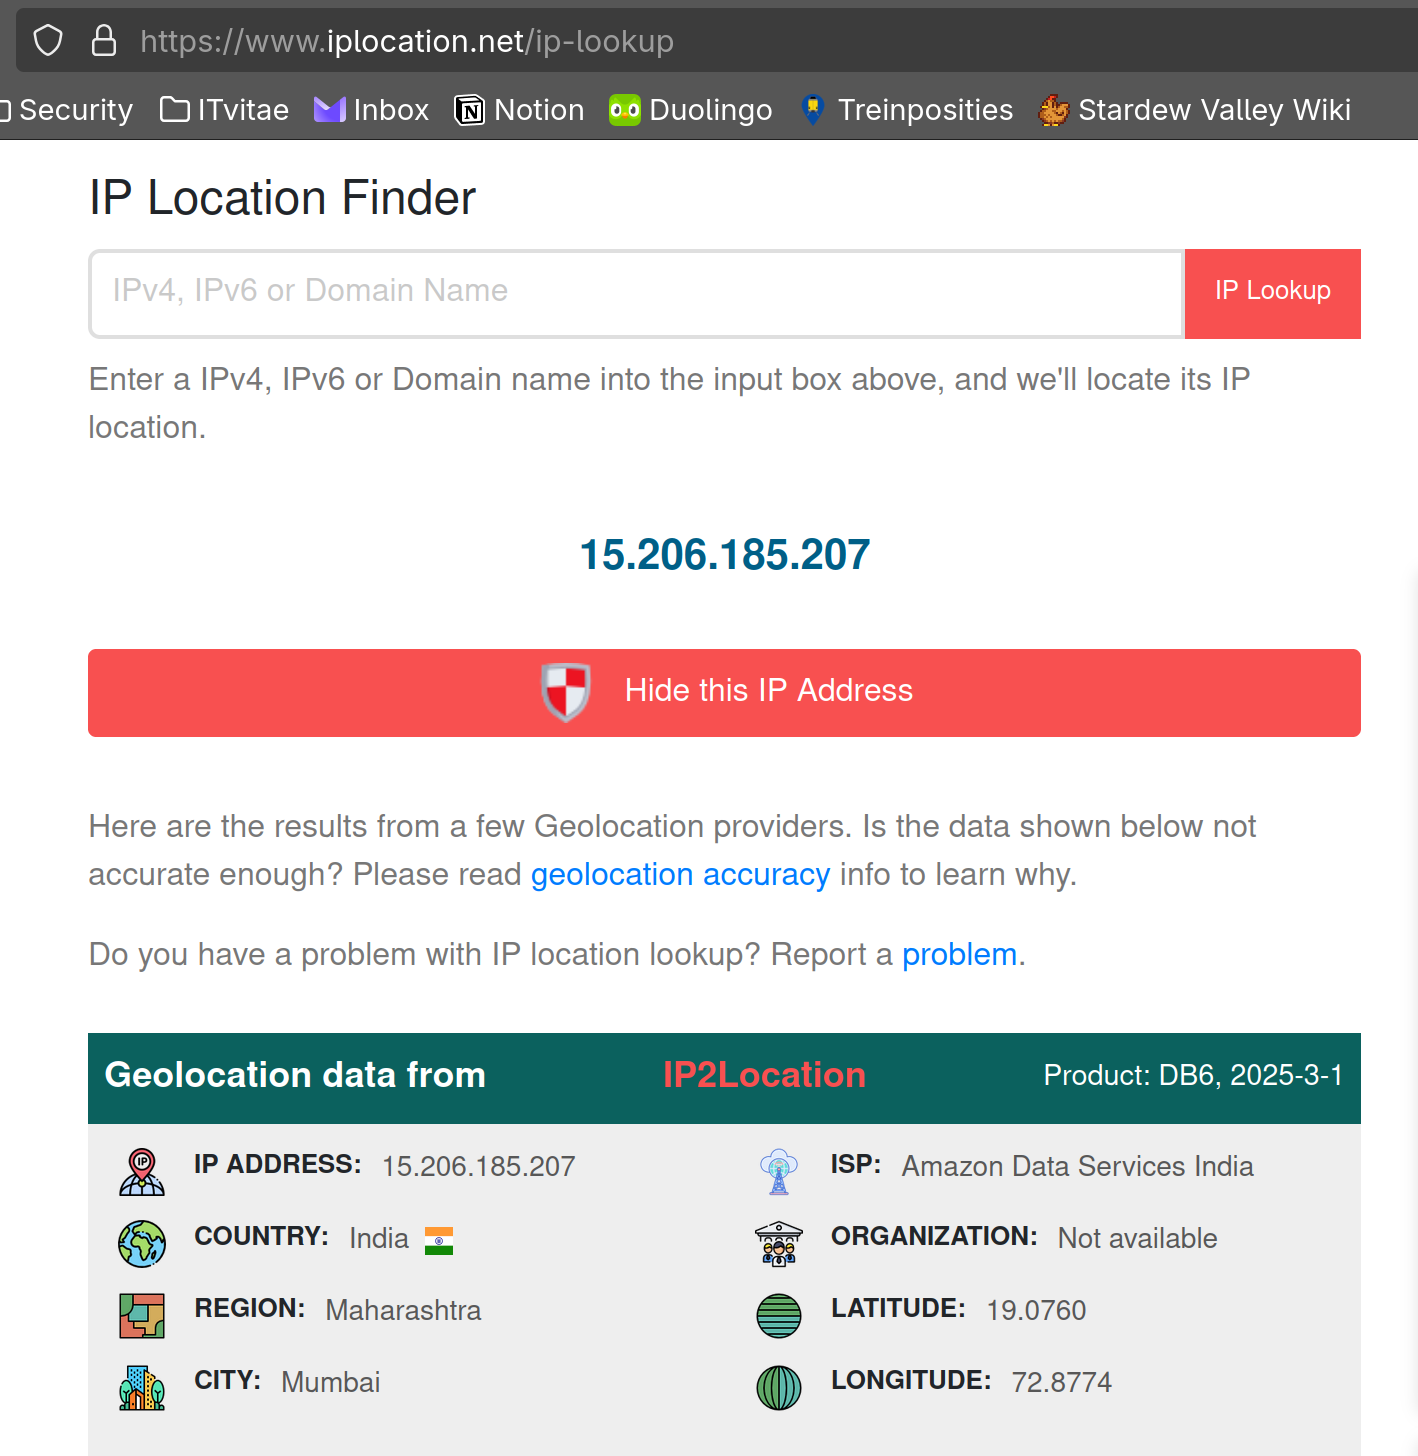 https://www.iplocation.net/ip-lookup
Security ITvitae Inbox Notion Duolingo Treinposities Stardew Valley Wiki
IP Location Finder
IPv4, IPv6 or Domain Name
IP Lookup
Enter a IPv4, IPv6 or Domain name into the input box above, and we'll locate its IP
location.
15.206.185.207
Hide this IP Address
Here are the results from a few Geolocation providers. Is the data shown below not
accurate enough? Please read geolocation accuracy info to learn why.
Do you have a problem with IP location lookup? Report a problem.
Geolocation data from IP2Location Product: DB6, 2025-3-1
IP ADDRESS: 15.206.185.207 ISP: Amazon Data Services India
COUNTRY: India ORGANIZATION: Not available
REGION: Maharashtra LATITUDE: 19.0760
CITY: Mumbai LONGITUDE: 72.8774